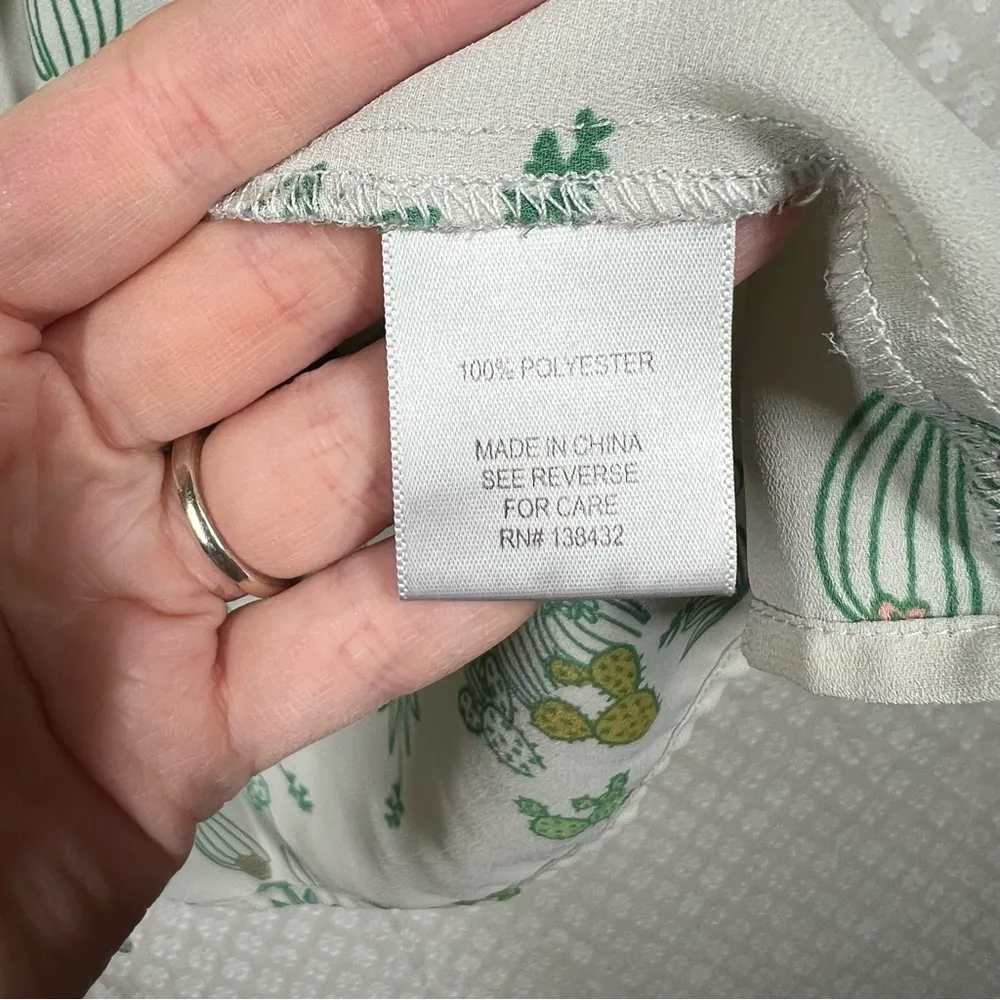 100% POLYESTER
MADE IN CHINA
SEE REVERSE
FOR CARE
RN# 138432